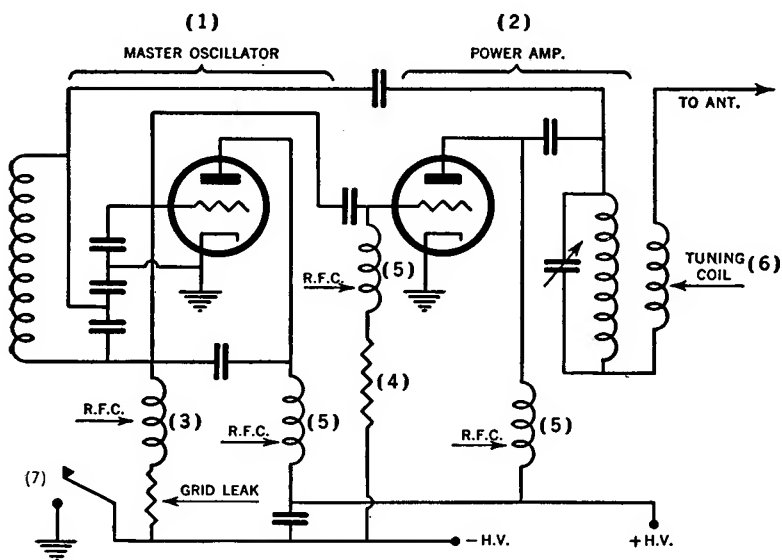 (1)
(2)
MASTER OSCILLATOR
POWER AMP.
TO ANT.
(5)
R.F.C.
TUNING
COIL
(6)
(4)
R.F.C.
(3)
R.F.C.
(5)
R.F.C.
(5)
(7)
GRID LEAK
– H.V.
+ H.V.